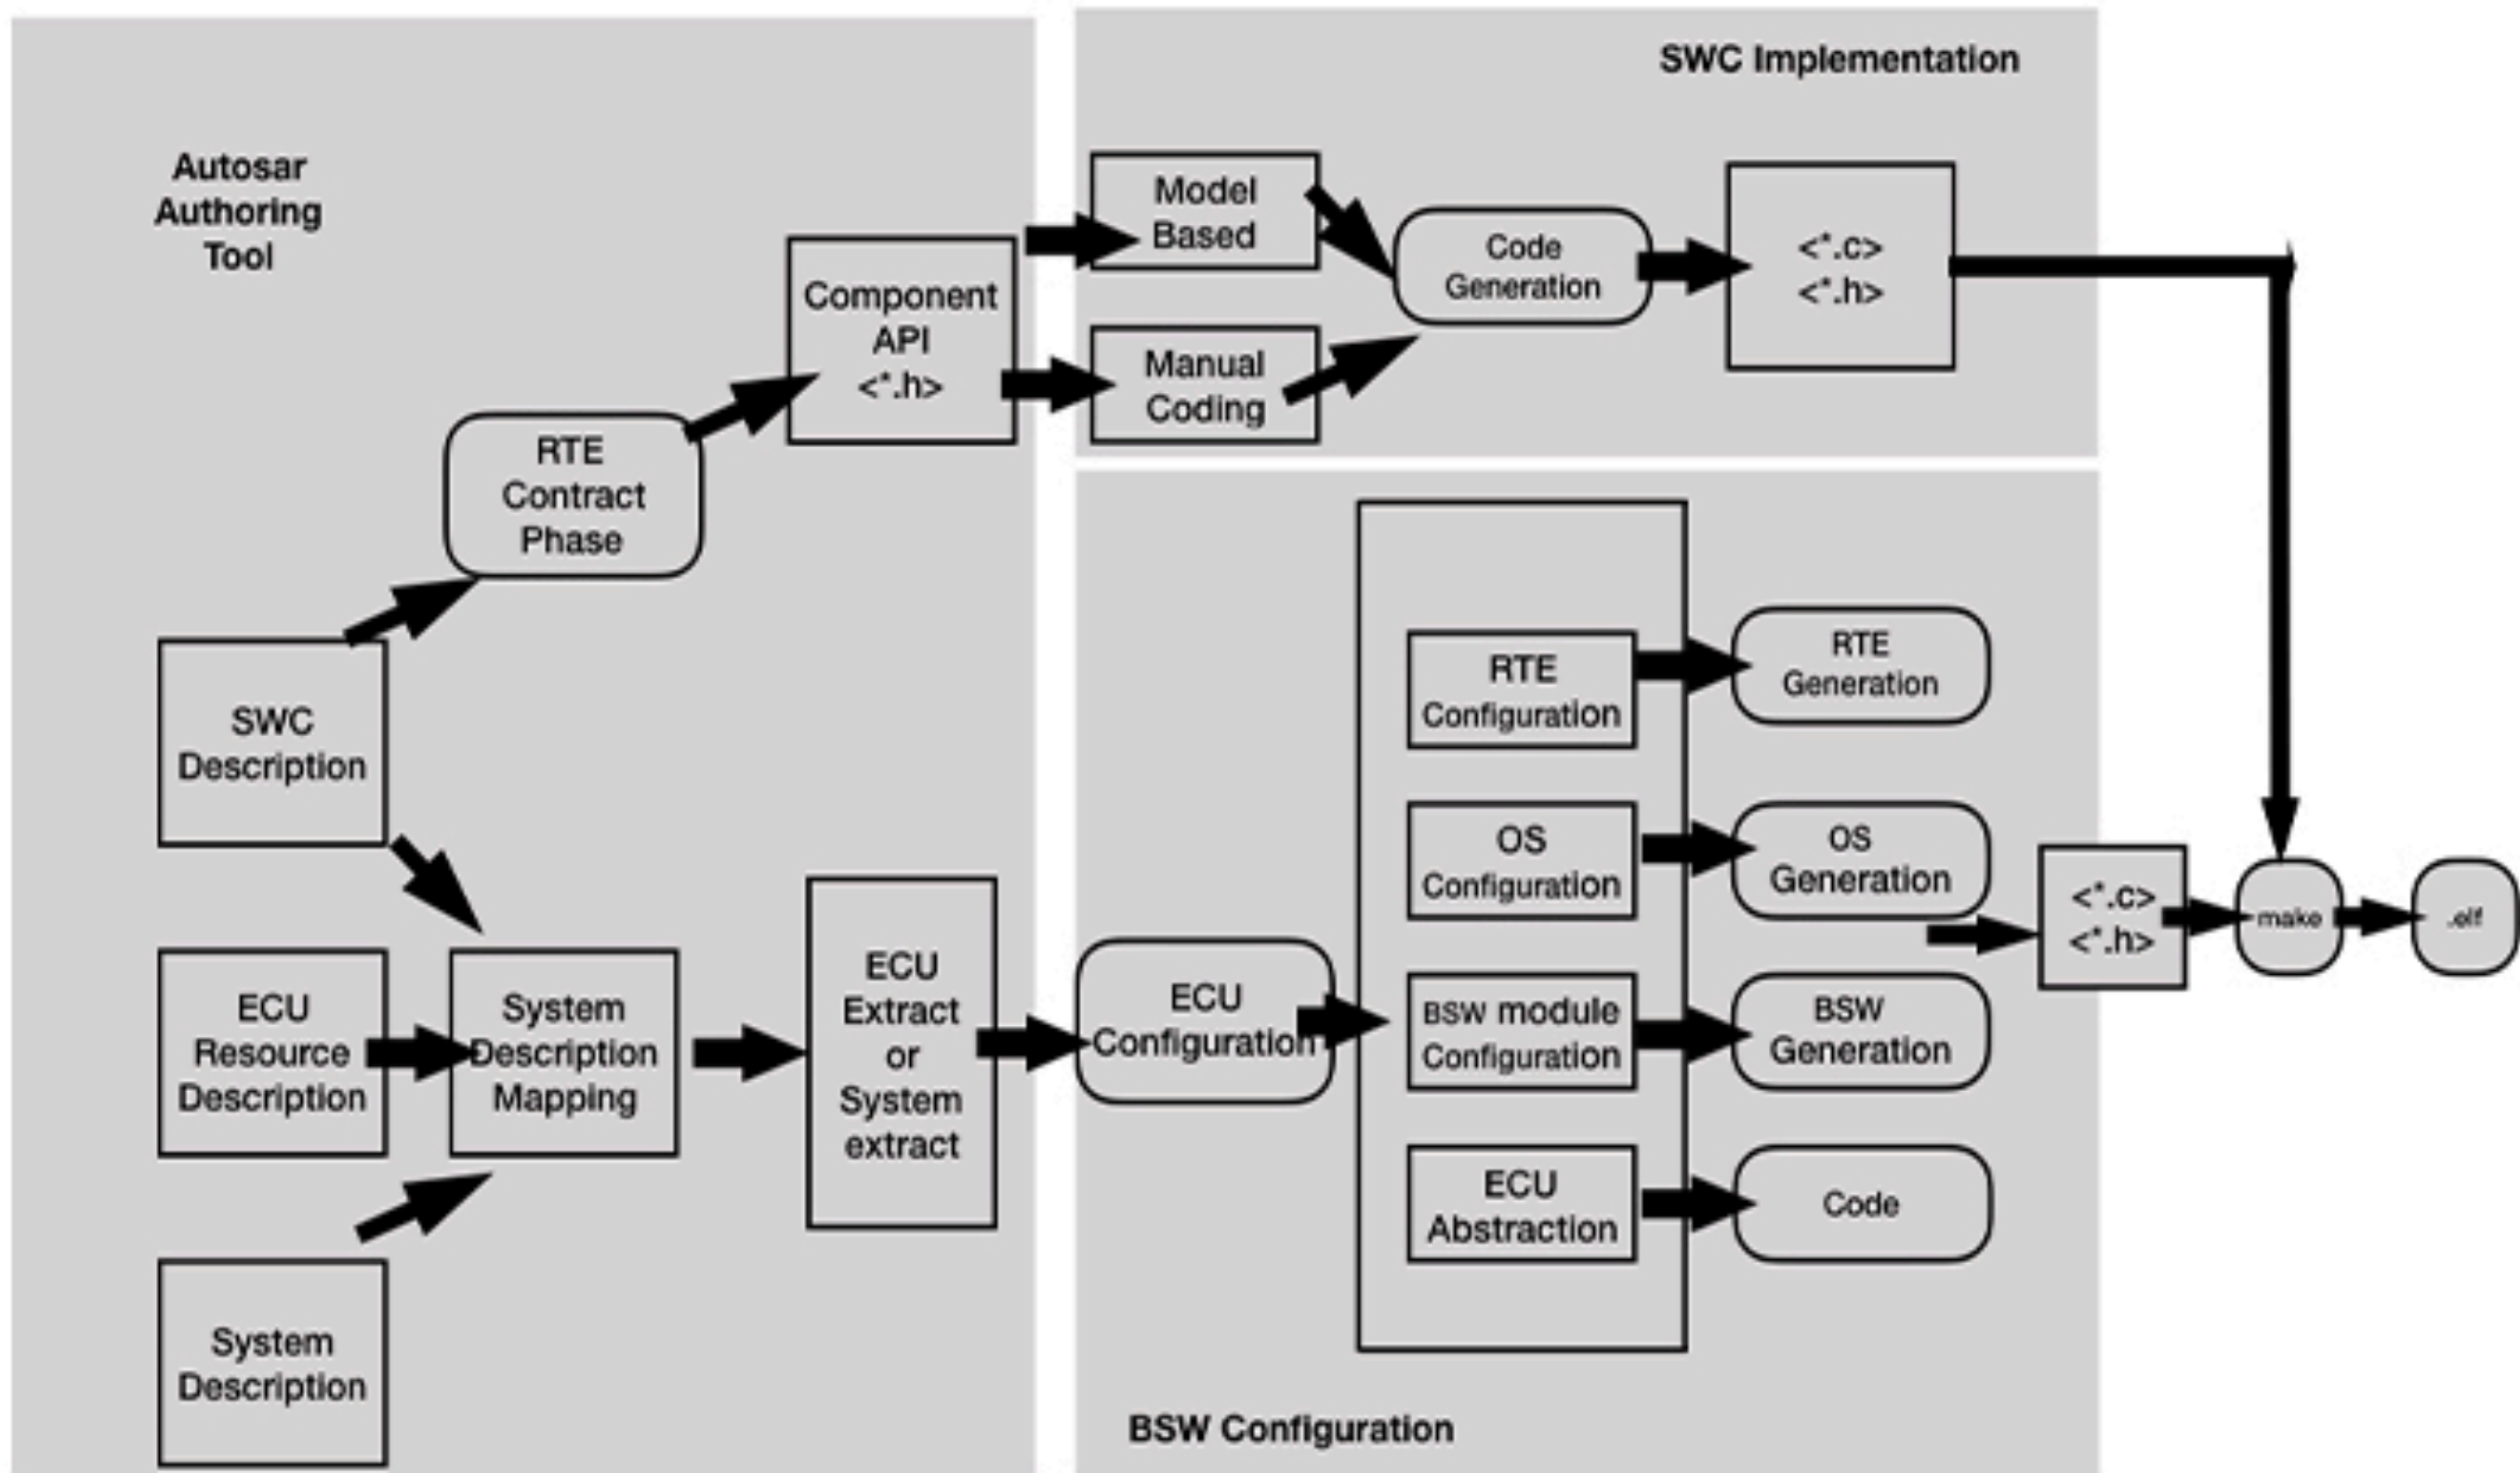 Autosar
Authoring
Tool
SWC Implementation
Model
Based
Code
Generation
<*.c>
<*.h>
Component
API
<*.h>
Manual
Coding
RTE
Contract
Phase
SWC
Description
RTE
Configuration
RTE
Generation
OS
Configuration
OS
Generation
<*.c>
<*.h>
make
.elf
ECU
Resource
Description
System
Description
Mapping
ECU
Extract
or
System
extract
ECU
Configuration
BSW module
Configuration
BSW
Generation
ECU
Abstraction
Code
System
Description
BSW Configuration